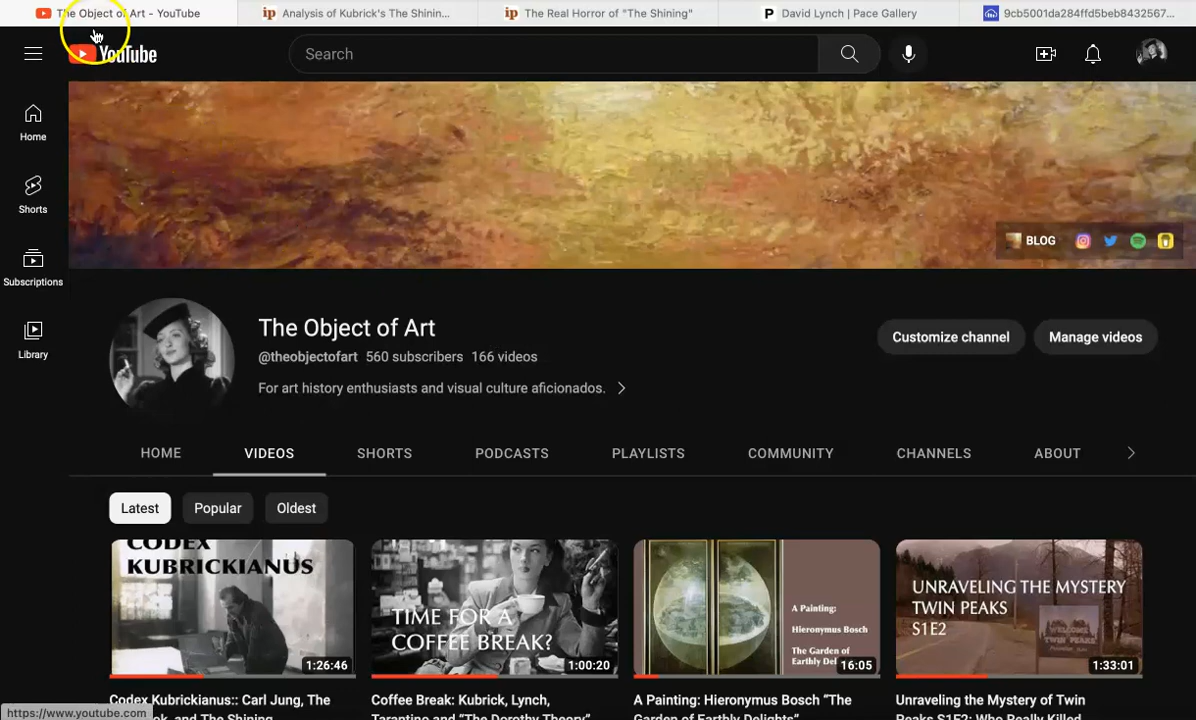 The Object of Art - YouTube
Analysis of Kubrick's The Shinin...
The Real Horror of "The Shining"
David Lynch | Pace Gallery
9cb5001da284ffd5beb8432567...
YouTube
Search
Home
Shorts
Subscriptions
Library
BLOG
The Object of Art
@theobjectofart 560 subscribers 166 videos
For art history enthusiasts and visual culture aficionados.
Customize channel
Manage videos
HOME
VIDEOS
SHORTS
PODCASTS
PLAYLISTS
COMMUNITY
CHANNELS
ABOUT
Latest
Popular
Oldest
CODEX
KUBRICKIANUS
1:26:46
TIME FOR A
COFFEE BREAK?
1:00:20
A Painting:
Hieronymus Bosch
The Garden of
16:05
UNRAVELING THE MYSTERY
TWIN PEAKS
S1E2
1:33:01
Codex Kubrickianus:: Carl Jung, The
Coffee Break: Kubrick, Lynch,
Tarantino and "The Dorothy Theory"
A Painting: Hieronymus Bosch "The
Garden of Earthly Delights"
Unraveling the Mystery of Twin
Peaks S1E2: Who Really Killed
https://www.youtube.com